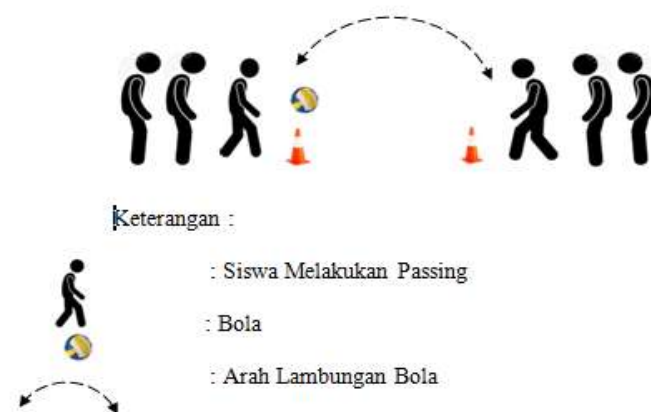 Keterangan :
: Siswa Melakukan Passing
: Bola
: Arah Lambungan Bola